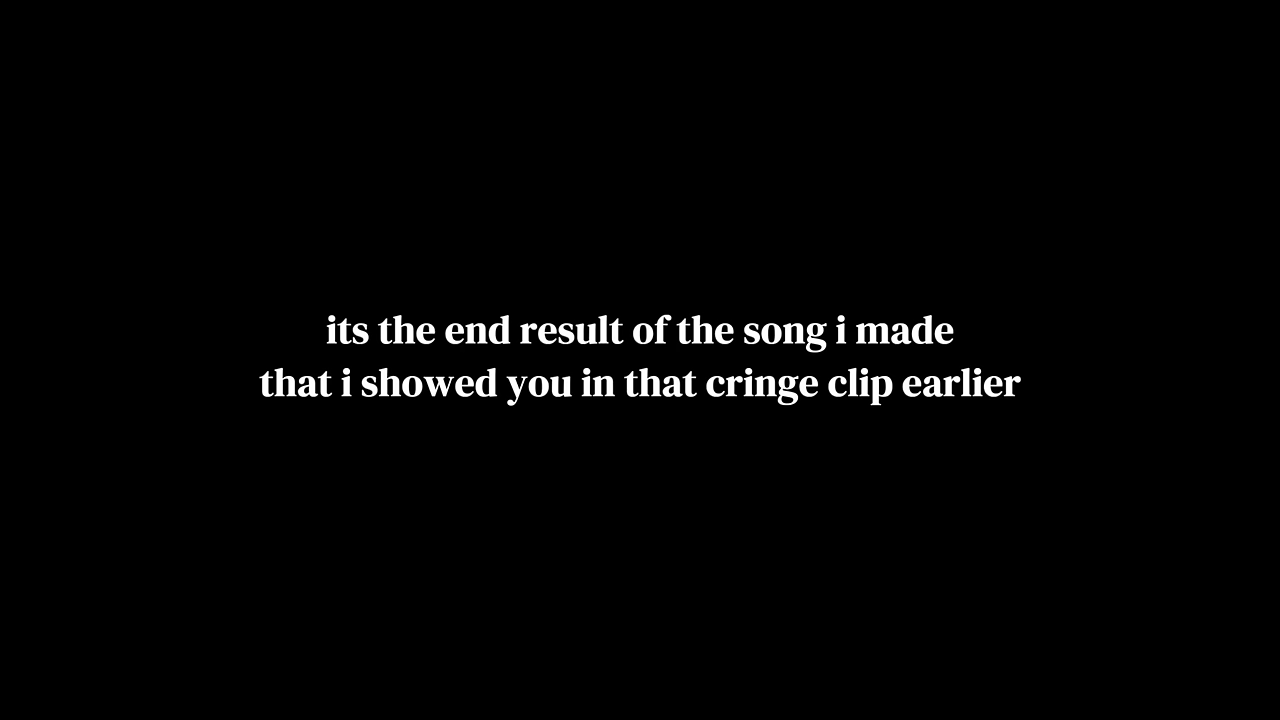 its the end result of the song i made
that i showed you in that cringe clip earlier